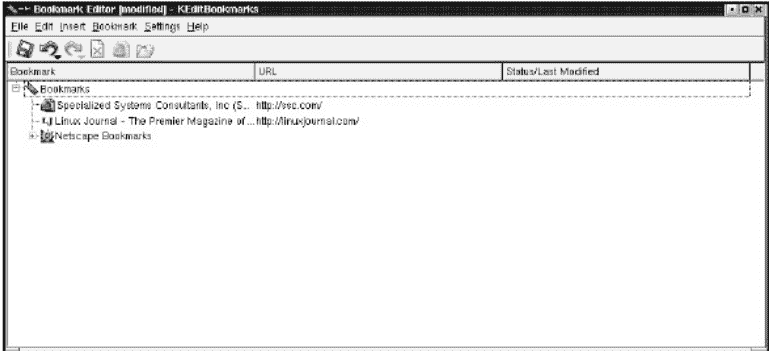 Bookmark Editor [modified] - KEditBookmarks
File Edit Insert Bookmark Settings Help
Bookmark URL Status/Last Modified
Bookmarks
Specialized Systems Consultants, Inc (S... http://ssc.com/
Linux Journal - The Premier Magazine of ... http://linuxjournal.com/
Netscape Bookmarks